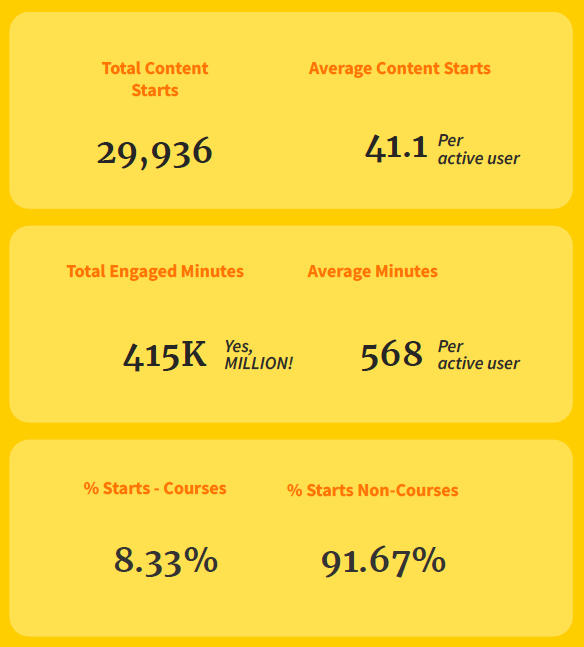 Total Content
Starts
Average Content Starts
29,936
41.1
Per
active user
Total Engaged Minutes
Average Minutes
415K
Yes,
MILLION!
568
Per
active user
% Starts - Courses
% Starts Non-Courses
8.33%
91.67%